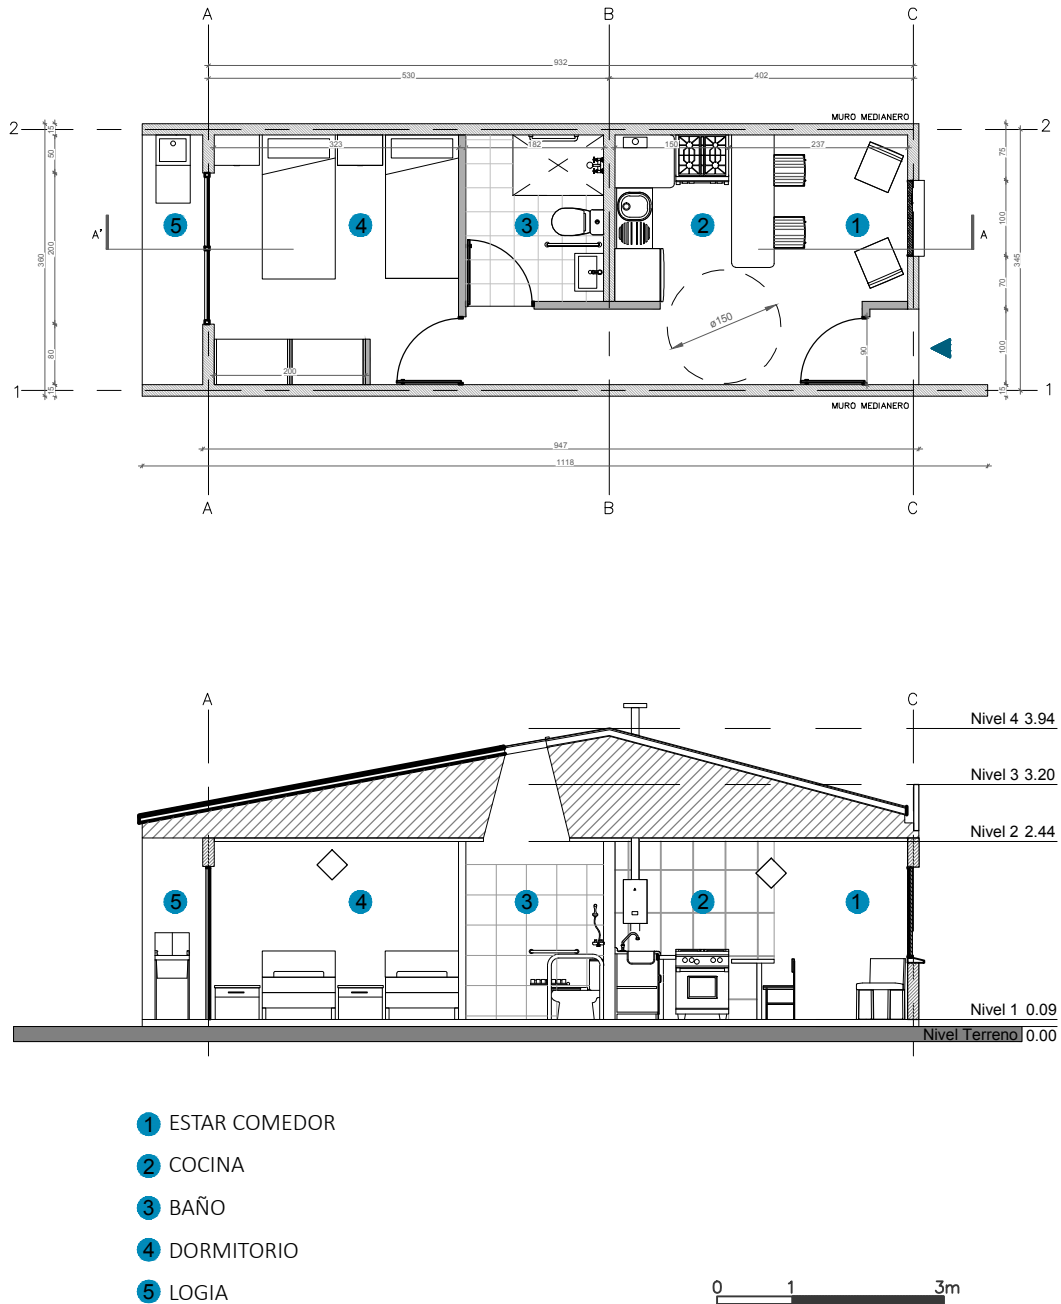 A B C
932
530 402
MURO MEDIANERO
2 2
323 182 150 237
15 50 200 80 15
360
75 100 70 100 15
345
A' A
5 4 3 2 1
ø150
90
200
1 1
MURO MEDIANERO
947
1118
A B C
A C
Nivel 4 3.94
Nivel 3 3.20
Nivel 2 2.44
5 4 3 2 1
Nivel 1 0.09
Nivel Terreno 0.00
1 ESTAR COMEDOR
2 COCINA
3 BAÑO
4 DORMITORIO
5 LOGIA
0 1 3m